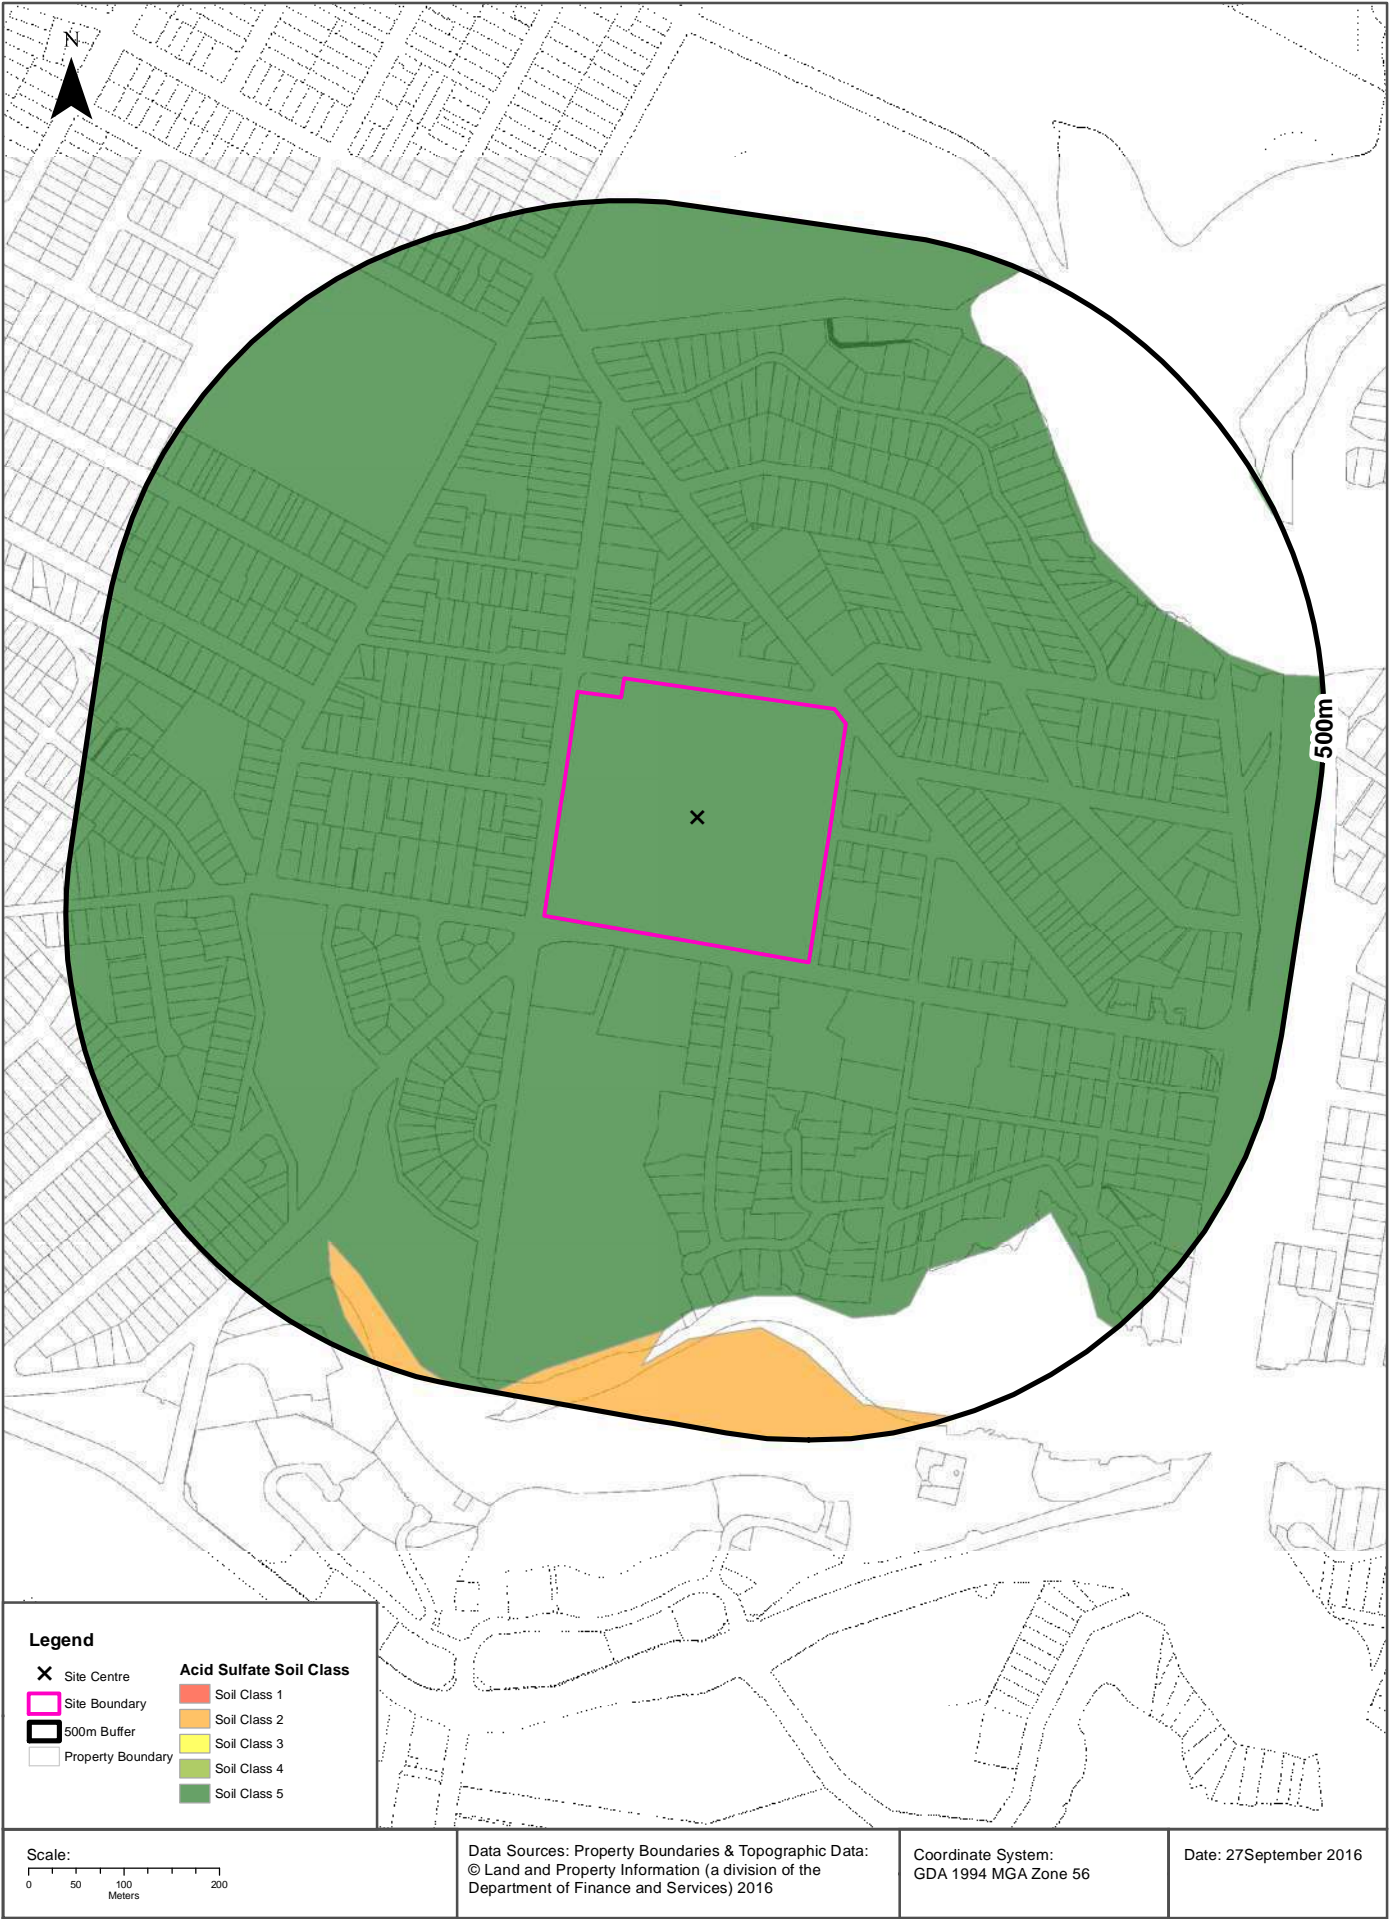 N
500m
Legend
Site Centre
Site Boundary
500m Buffer
Property Boundary
Acid Sulfate Soil Class
Soil Class 1
Soil Class 2
Soil Class 3
Soil Class 4
Soil Class 5
Scale:
0 50 100 200
Meters
Data Sources: Property Boundaries & Topographic Data:
© Land and Property Information (a division of the
Department of Finance and Services) 2016
Coordinate System:
GDA 1994 MGA Zone 56
Date: 27September 2016